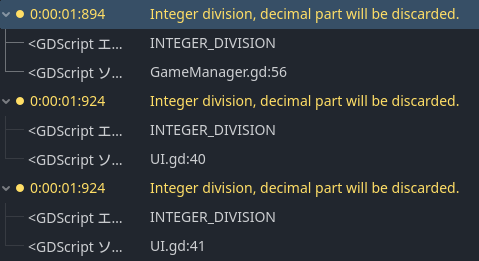 0:00:01:894 Integer division, decimal part will be discarded.
<GDScript エ... INTEGER_DIVISION
<GDScript ソ... GameManager.gd:56
0:00:01:924 Integer division, decimal part will be discarded.
<GDScript エ... INTEGER_DIVISION
<GDScript ソ... UI.gd:40
0:00:01:924 Integer division, decimal part will be discarded.
<GDScript エ... INTEGER_DIVISION
<GDScript ソ... UI.gd:41